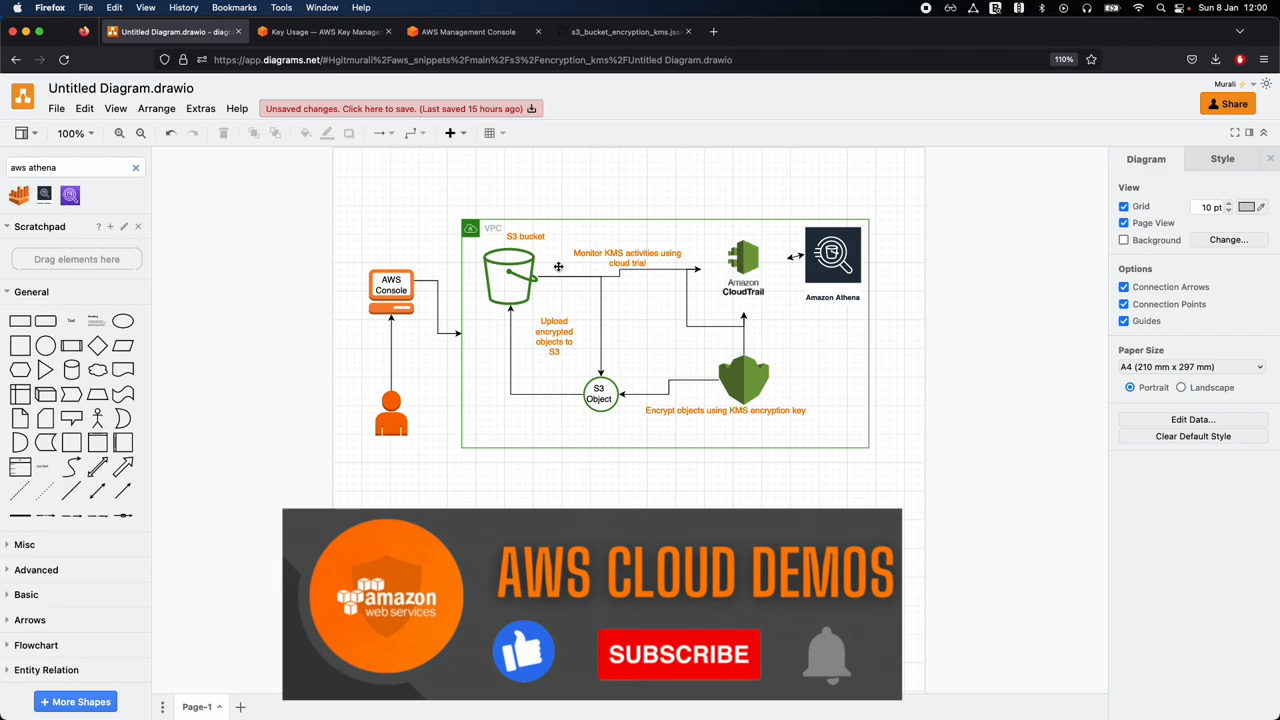 Firefox File Edit View History Bookmarks Tools Window Help
Sun 8 Jan 12:00
Untitled Diagram.drawio - diagr
Key Usage — AWS Key Manage
AWS Management Console
s3_bucket_encryption_kms.json
https://app.diagrams.net/#Hgitmurali%2Faws_snippets%2Fmain%2Fs3%2Fencryption_kms%2FUntitled Diagram.drawio
110%
Untitled Diagram.drawio
Murali
File Edit View Arrange Extras Help
Unsaved changes. Click here to save. (Last saved 15 hours ago)
Share
100%
aws athena
Scratchpad
Drag elements here
General
Text
Misc
Advanced
Basic
Arrows
Flowchart
Entity Relation
+ More Shapes
VPC
S3 bucket
Monitor KMS activities using
cloud trial
Amazon
CloudTrail
Amazon Athena
AWS
Console
Upload
encrypted
objects to
S3
S3
Object
Encrypt objects using KMS encryption key
amazon
web services
AWS CLOUD DEMOS
SUBSCRIBE
Page-1
Diagram
Style
View
Grid
10 pt
Page View
Background
Change...
Options
Connection Arrows
Connection Points
Guides
Paper Size
A4 (210 mm x 297 mm)
Portrait
Landscape
Edit Data...
Clear Default Style